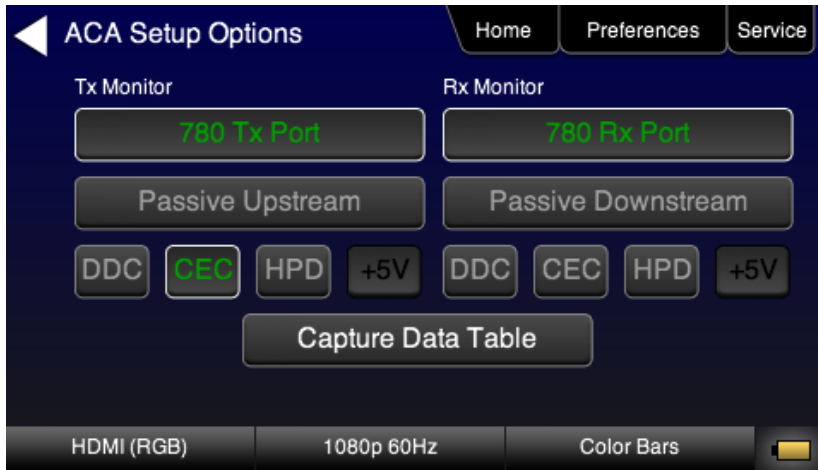 ACA Setup Options
Home
Preferences
Service
Tx Monitor
Rx Monitor
780 Tx Port
780 Rx Port
Passive Upstream
Passive Downstream
DDC
CEC
HPD
+5V
DDC
CEC
HPD
+5V
Capture Data Table
HDMI (RGB)
1080p 60Hz
Color Bars